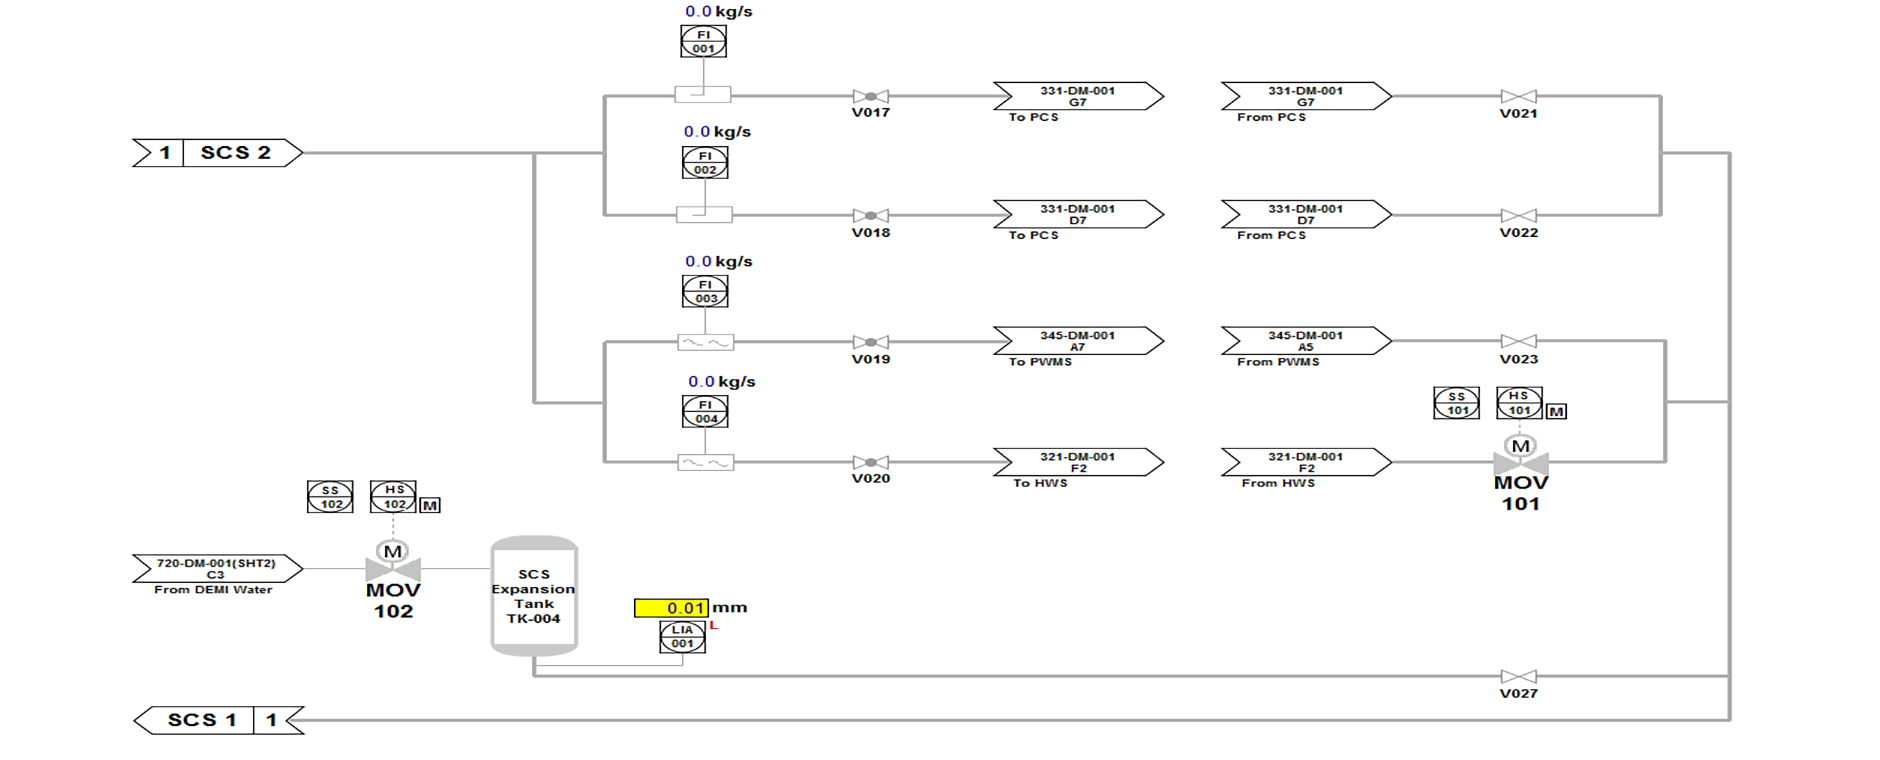 0.0 kg/s
FI
001
331-DM-001
G7
To PCS
V017
331-DM-001
G7
From PCS
V021
0.0 kg/s
1 SCS 2
FI
002
331-DM-001
D7
To PCS
V018
331-DM-001
D7
From PCS
V022
0.0 kg/s
FI
003
345-DM-001
A7
To PWMS
V019
345-DM-001
A5
From PWMS
V023
0.0 kg/s
FI
004
SS
101
HS
101
M
M
MOV
101
321-DM-001
F2
To HWS
V020
321-DM-001
F2
From HWS
SS
102
HS
102
M
M
MOV
102
720-DM-001(SHT2)
C3
From DEMI Water
SCS
Expansion
Tank
TK-004
0.01 mm
L
LIA
001
V027
SCS 1 1